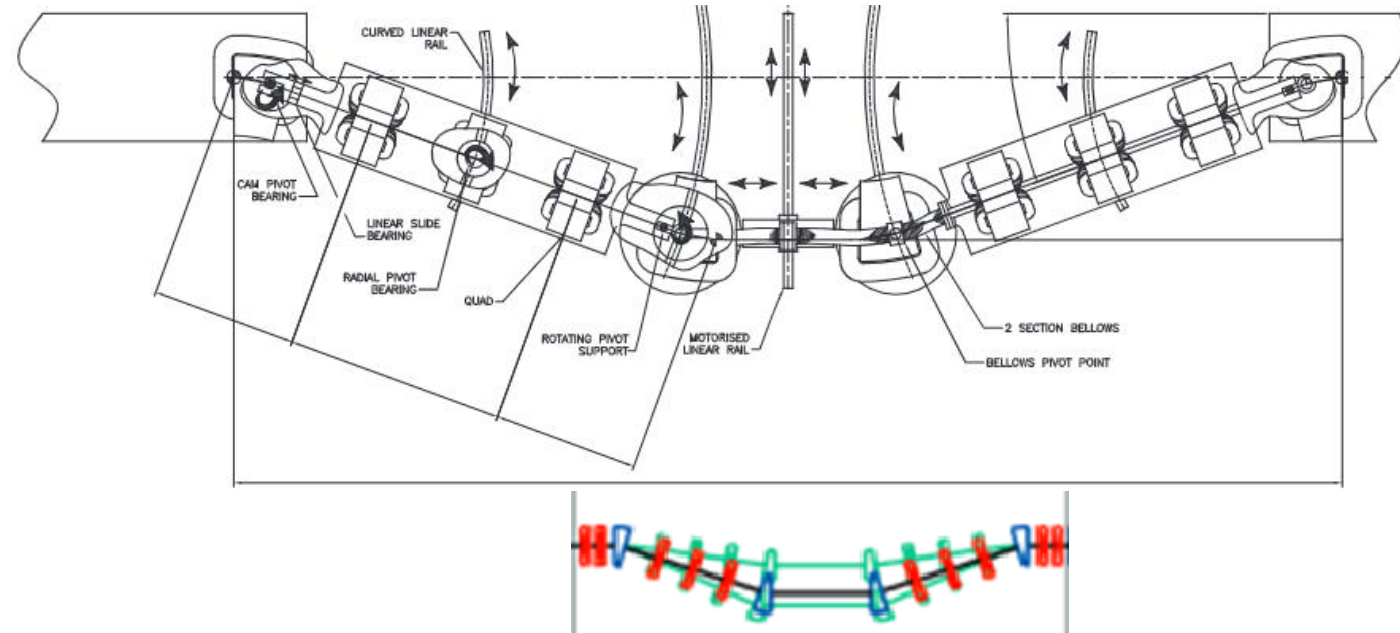 CURVED LINEAR
RAIL
CAM PIVOT
BEARING
LINEAR SLIDE
BEARING
RADIAL PIVOT
BEARING
QUAD
ROTATING PIVOT
SUPPORT
MOTORISED
LINEAR RAIL
2 SECTION BELLOWS
BELLOWS PIVOT POINT